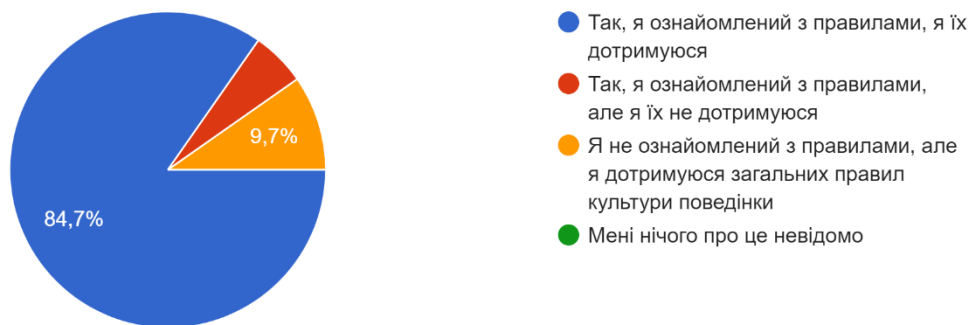 9,7%
84,7%
Так, я ознайомлений з правилами, я їх
дотримуюся
Так, я ознайомлений з правилами,
але я їх не дотримуюся
Я не ознайомлений з правилами, але
я дотримуюся загальних правил
культури поведінки
Мені нічого про це невідомо